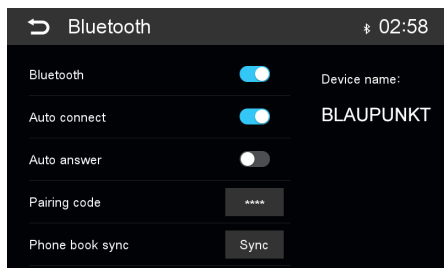 Bluetooth 02:58
Bluetooth
Device name:
Auto connect
BLAUPUNKT
Auto answer
Pairing code ****
Phone book sync Sync